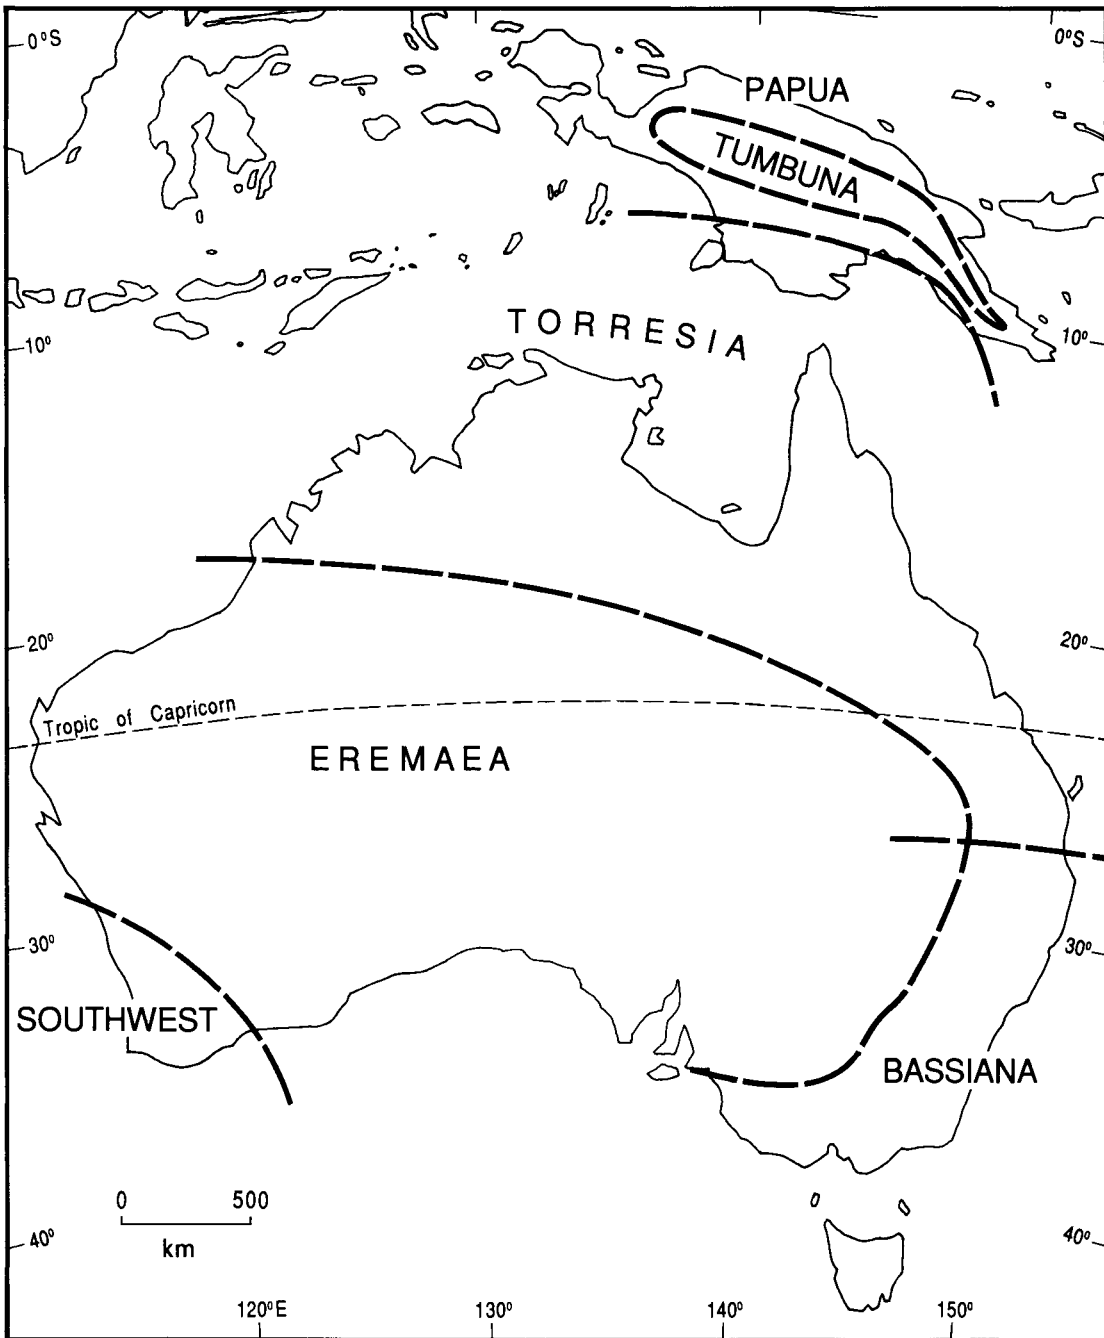 0°S 0°S
PAPUA
TUMBUNA
TORRESIA
10° 10°
20° 20°
Tropic of Capricorn
EREMAEA
30° 30°
SOUTHWEST
BASSIANA
0 500
km
40° 40°
120°E 130° 140° 150°